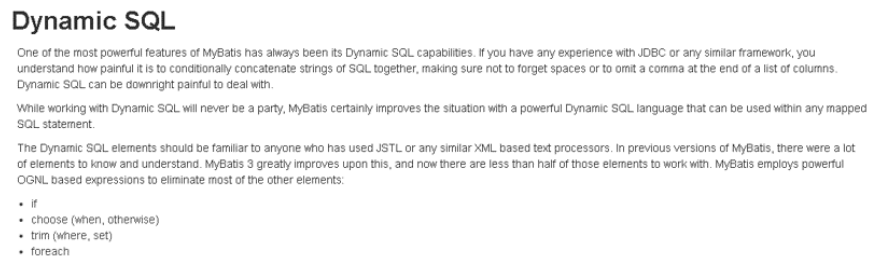 Dynamic SQL
One of the most powerful features of MyBatis has always been its Dynamic SQL capabilities. If you have any experience with JDBC or any similar framework, you
understand how painful it is to conditionally concatenate strings of SQL together, making sure not to forget spaces or to omit a comma at the end of a list of columns.
Dynamic SQL can be downright painful to deal with.
While working with Dynamic SQL will never be a party, MyBatis certainly improves the situation with a powerful Dynamic SQL language that can be used within any mapped
SQL statement.
The Dynamic SQL elements should be familiar to anyone who has used JSTL or any similar XML based text processors. In previous versions of MyBatis, there were a lot
of elements to know and understand. MyBatis 3 greatly improves upon this, and now there are less than half of those elements to work with. MyBatis employs powerful
OGNL based expressions to eliminate most of the other elements:
• if
• choose (when, otherwise)
• trim (where, set)
• foreach